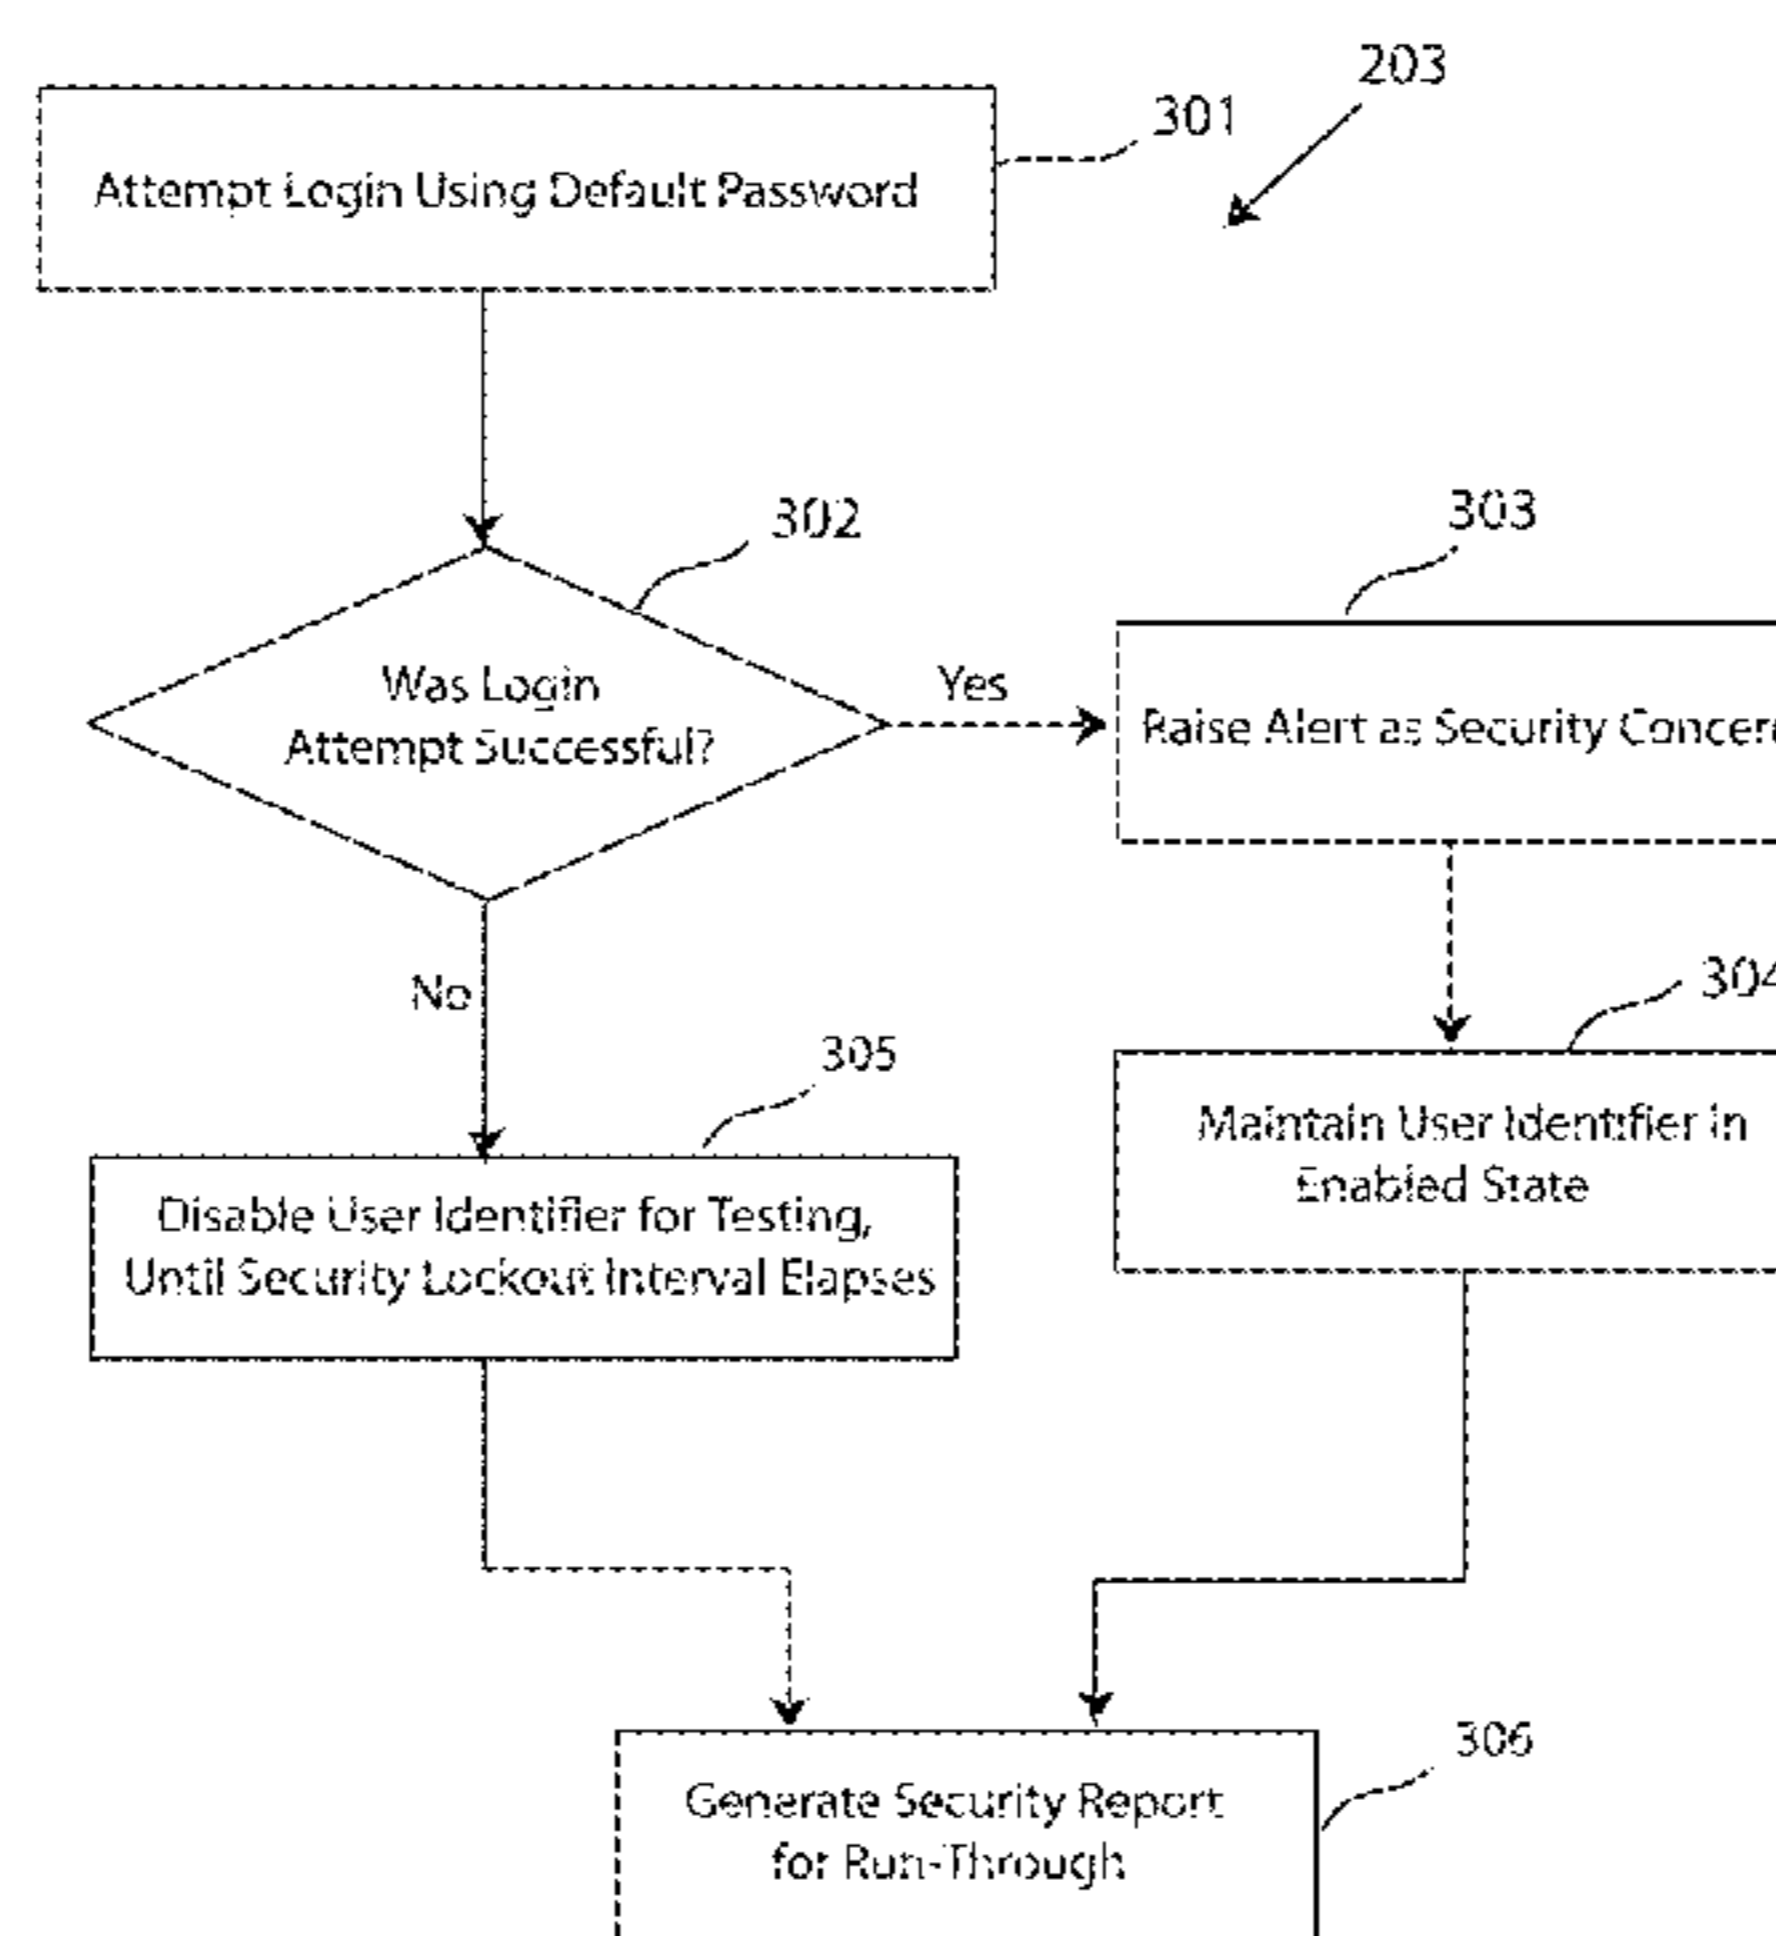 203
301
Attempt Login Using Default Password
302
303
Was Login
Attempt Successful?
Yes
Raise Alert as Security Concern
No
304
305
Maintain User Identifier in
Enabled State
Disable User Identifier for Testing,
Until Security Lockout Interval Elapses
306
Generate Security Report
for Run-Through